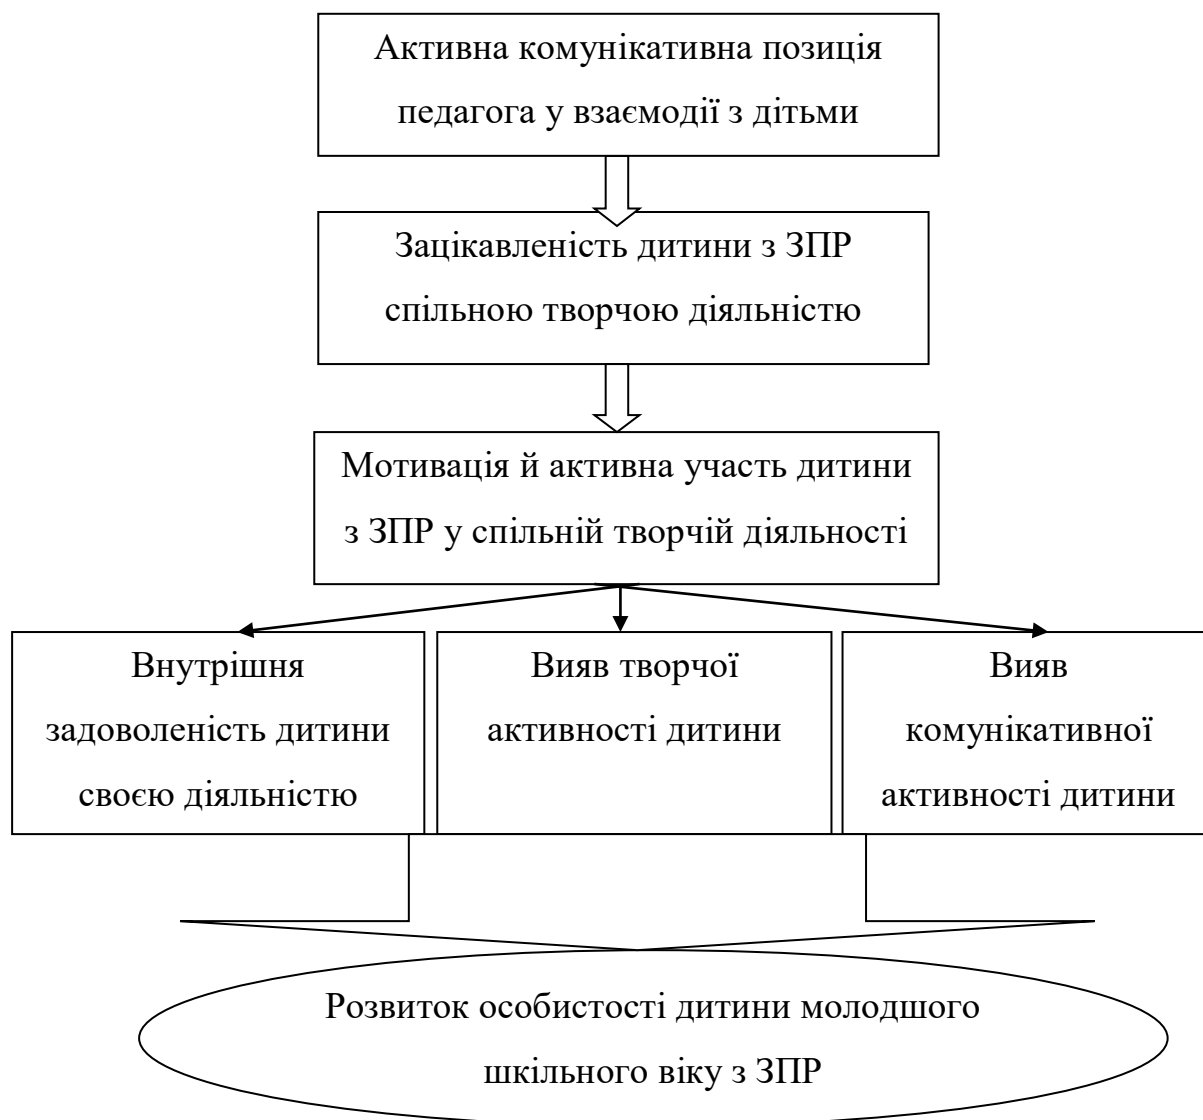 Активна комунікативна позиція
педагога у взаємодії з дітьми
Зацікавленість дитини з ЗПР
спільною творчою діяльністю
Мотивація й активна участь дитини
з ЗПР у спільній творчій діяльності
Внутрішня
задоволеність дитини
своєю діяльністю
Вияв творчої
активності дитини
Вияв
комунікативної
активності дитини
Розвиток особистості дитини молодшого
шкільного віку з ЗПР